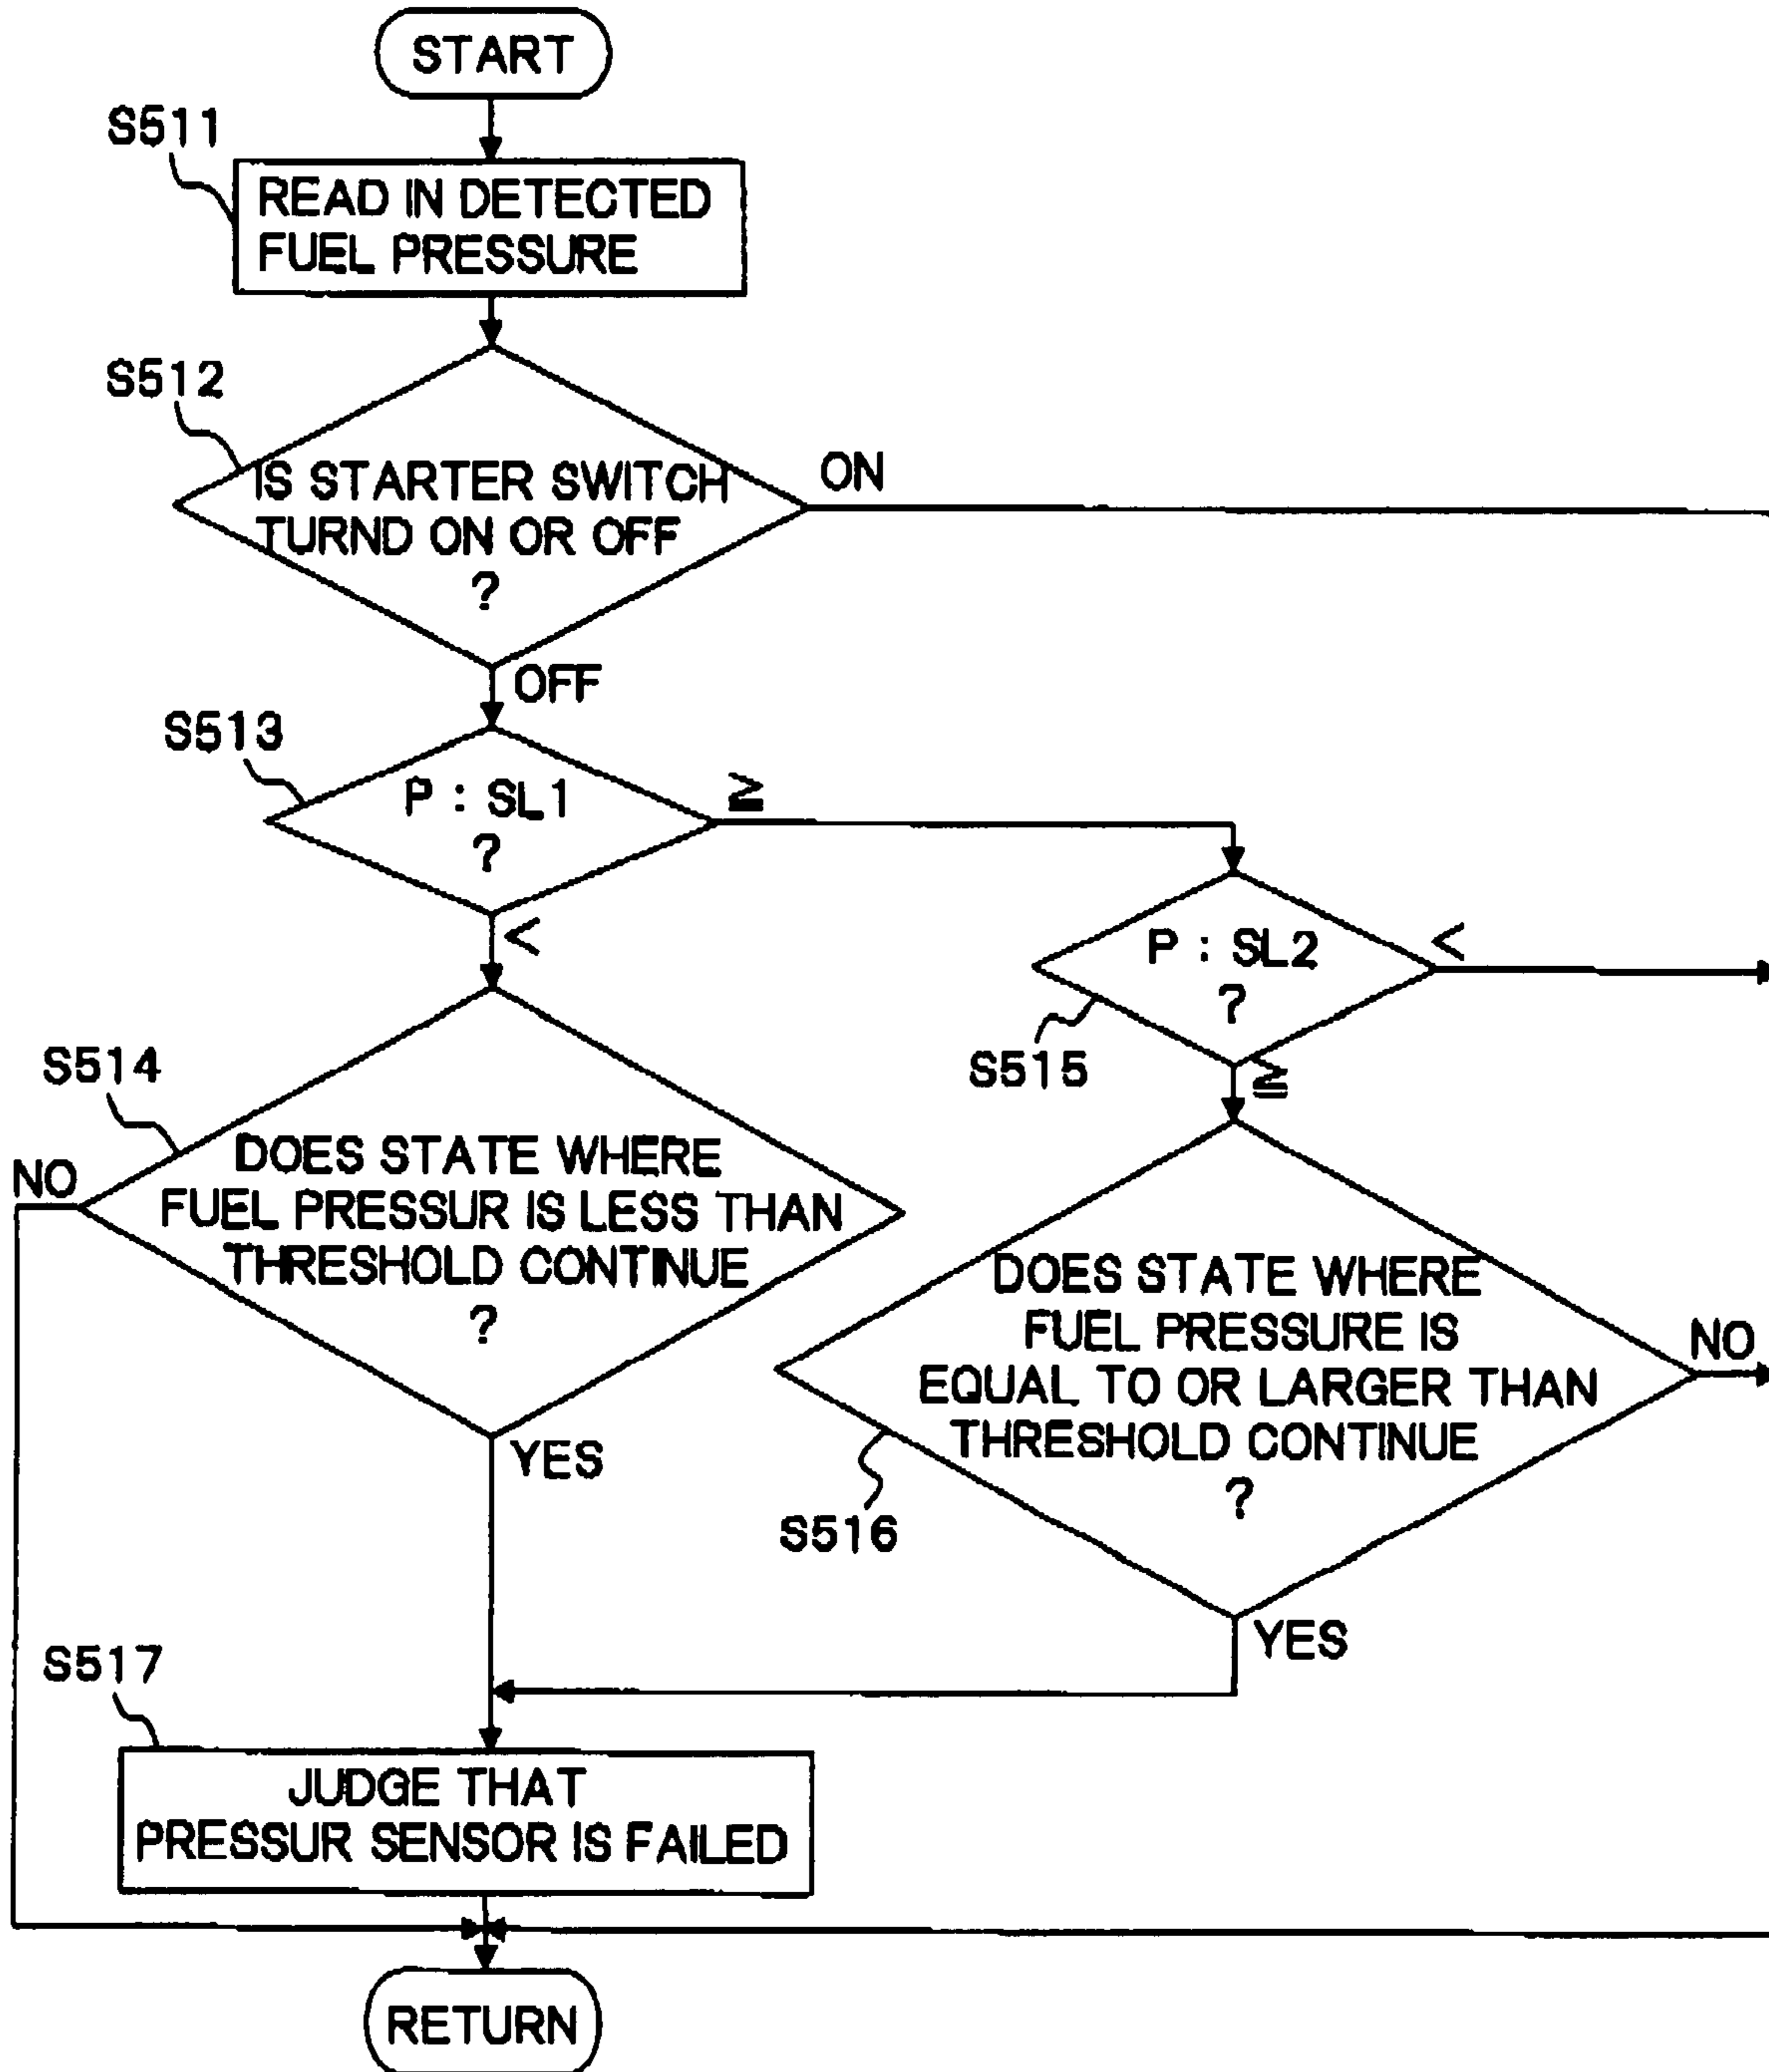 START
S511
READ IN DETECTED
FUEL PRESSURE
S512
IS STARTER SWITCH
TURND ON OR OFF
?
ON
OFF
S513
P : SL1
?
≧
<
P : SL2
?
<
S515
≧
S514
NO
DOES STATE WHERE
FUEL PRESSUR IS LESS THAN
THRESHOLD CONTINUE
?
YES
DOES STATE WHERE
FUEL PRESSURE IS
EQUAL TO OR LARGER THAN
THRESHOLD CONTINUE
?
NO
S516
YES
S517
JUDGE THAT
PRESSUR SENSOR IS FAILED
RETURN